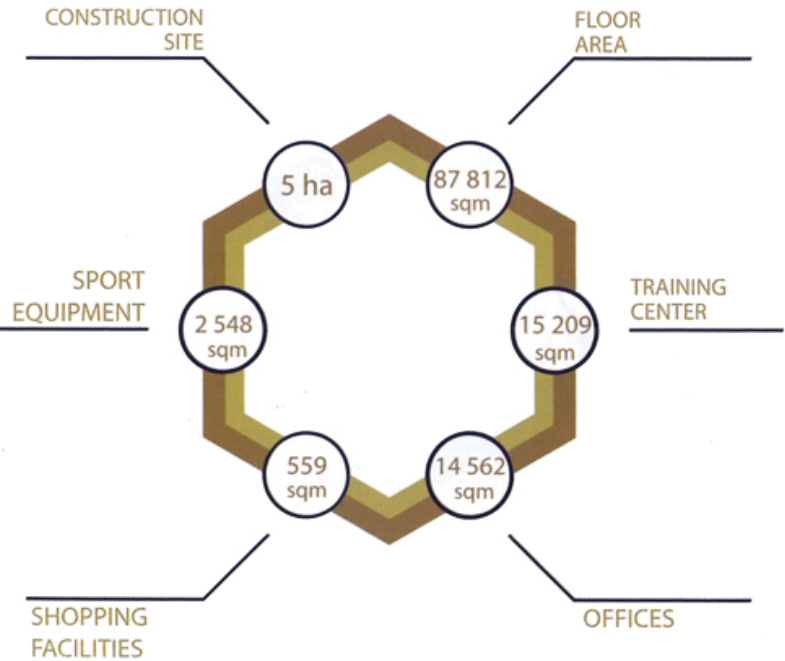 CONSTRUCTION
SITE
FLOOR
AREA
5 ha
87 812
sqm
SPORT
EQUIPMENT
2 548
sqm
15 209
sqm
TRAINING
CENTER
559
sqm
14 562
sqm
SHOPPING
FACILITIES
OFFICES